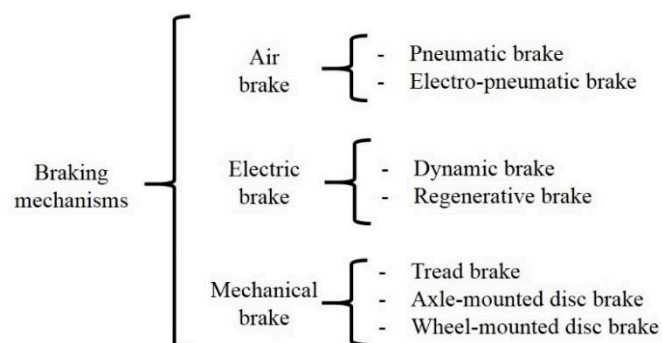 Braking
mechanisms
Air
brake
- Pneumatic brake
- Electro-pneumatic brake
Electric
brake
- Dynamic brake
- Regenerative brake
Mechanical
brake
- Tread brake
- Axle-mounted disc brake
- Wheel-mounted disc brake